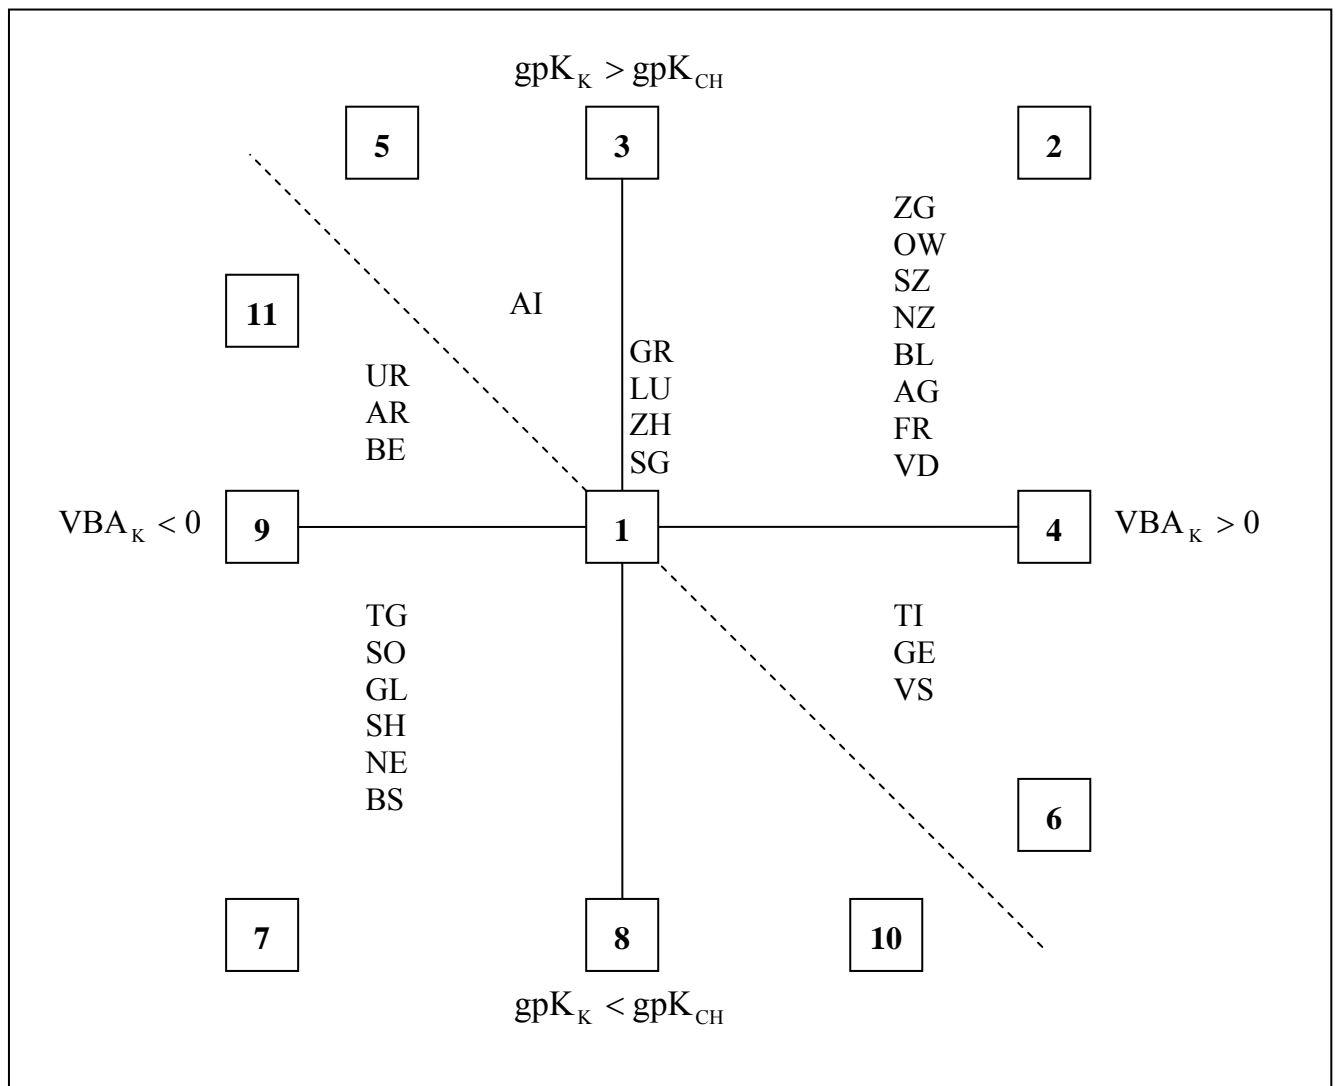 gpK_K > gpK_CH
5
3
2
ZG
OW
SZ
NZ
BL
AG
FR
VD
11
AI
GR
LU
ZH
SG
UR
AR
BE
VBA_K < 0
9
1
4
VBA_K > 0
TG
SO
GL
SH
NE
BS
TI
GE
VS
6
7
8
10
gpK_K < gpK_CH